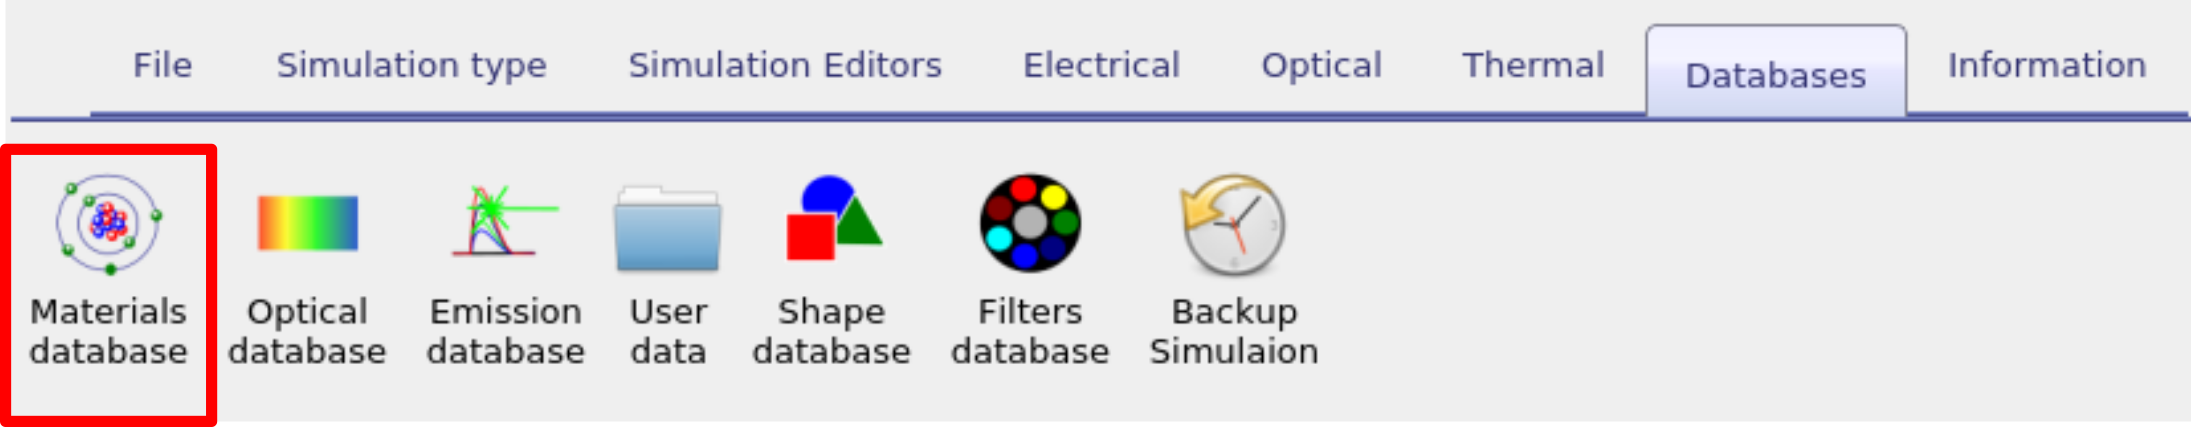 File Simulation type Simulation Editors Electrical Optical Thermal Databases Information
Materials database
Optical database
Emission database
User data
Shape database
Filters database
Backup Simulaion